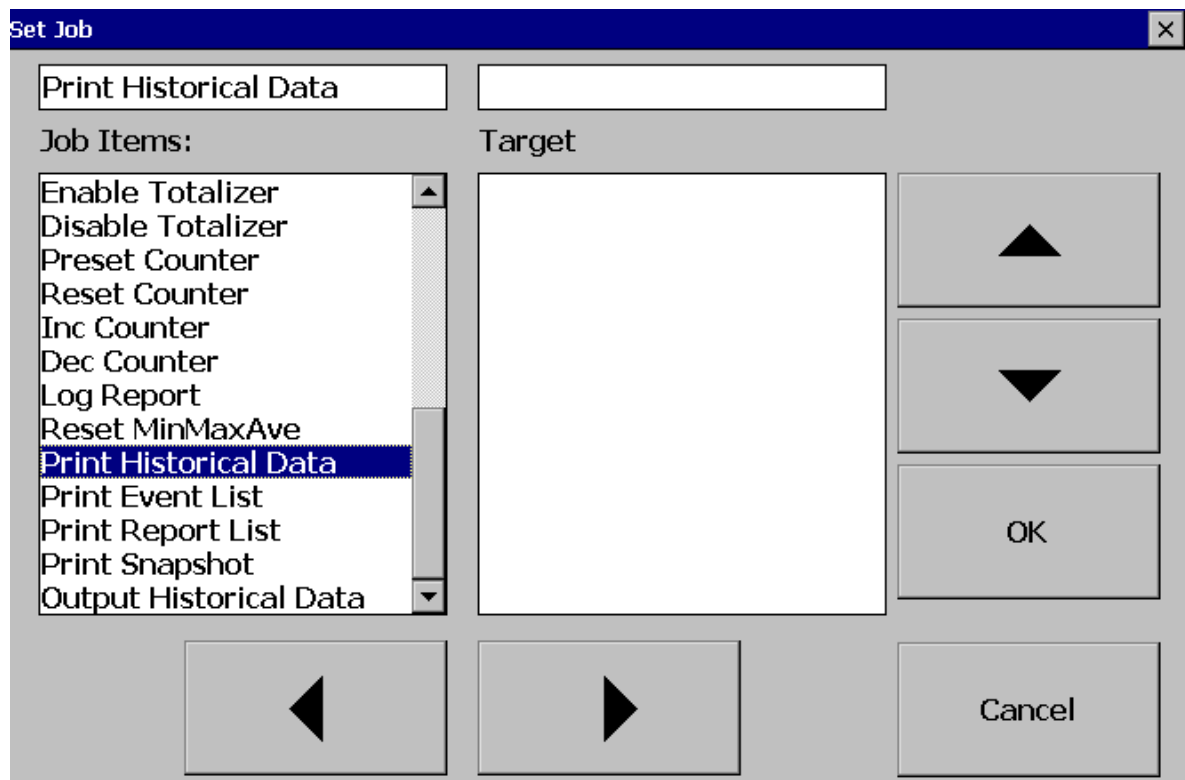 Set Job
Print Historical Data
Job Items:
Target
Enable Totalizer
Disable Totalizer
Preset Counter
Reset Counter
Inc Counter
Dec Counter
Log Report
Reset MinMaxAve
Print Historical Data
Print Event List
Print Report List
Print Snapshot
Output Historical Data
OK
Cancel